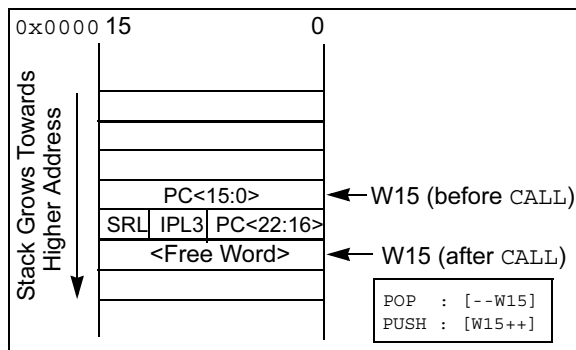 0x0000 15 0
Stack Grows Towards
Higher Address
PC<15:0>
W15 (before CALL)
SRL IPL3 PC<22:16>
<Free Word>
W15 (after CALL)
POP : [--W15]
PUSH : [W15++]